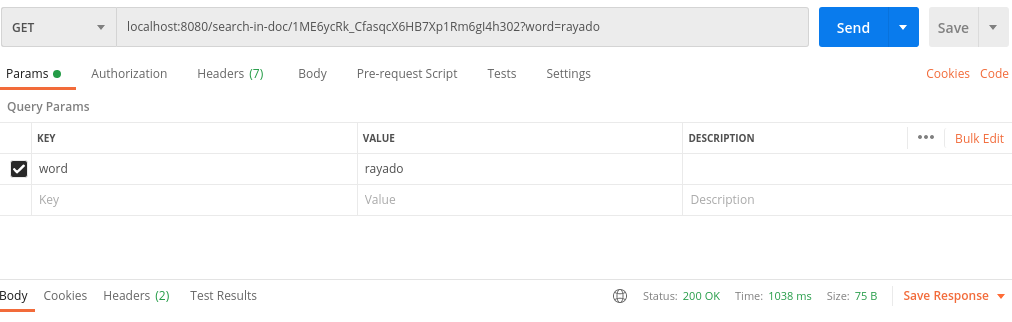 GET localhost:8080/search-in-doc/1ME6ycRk_CfasqcX6HB7Xp1Rm6gI4h302?word=rayado Send Save
Params Authorization Headers (7) Body Pre-request Script Tests Settings Cookies Code
Query Params
KEY VALUE DESCRIPTION ••• Bulk Edit
word rayado
Key Value Description
Body Cookies Headers (2) Test Results Status: 200 OK Time: 1038 ms Size: 75 B Save Response